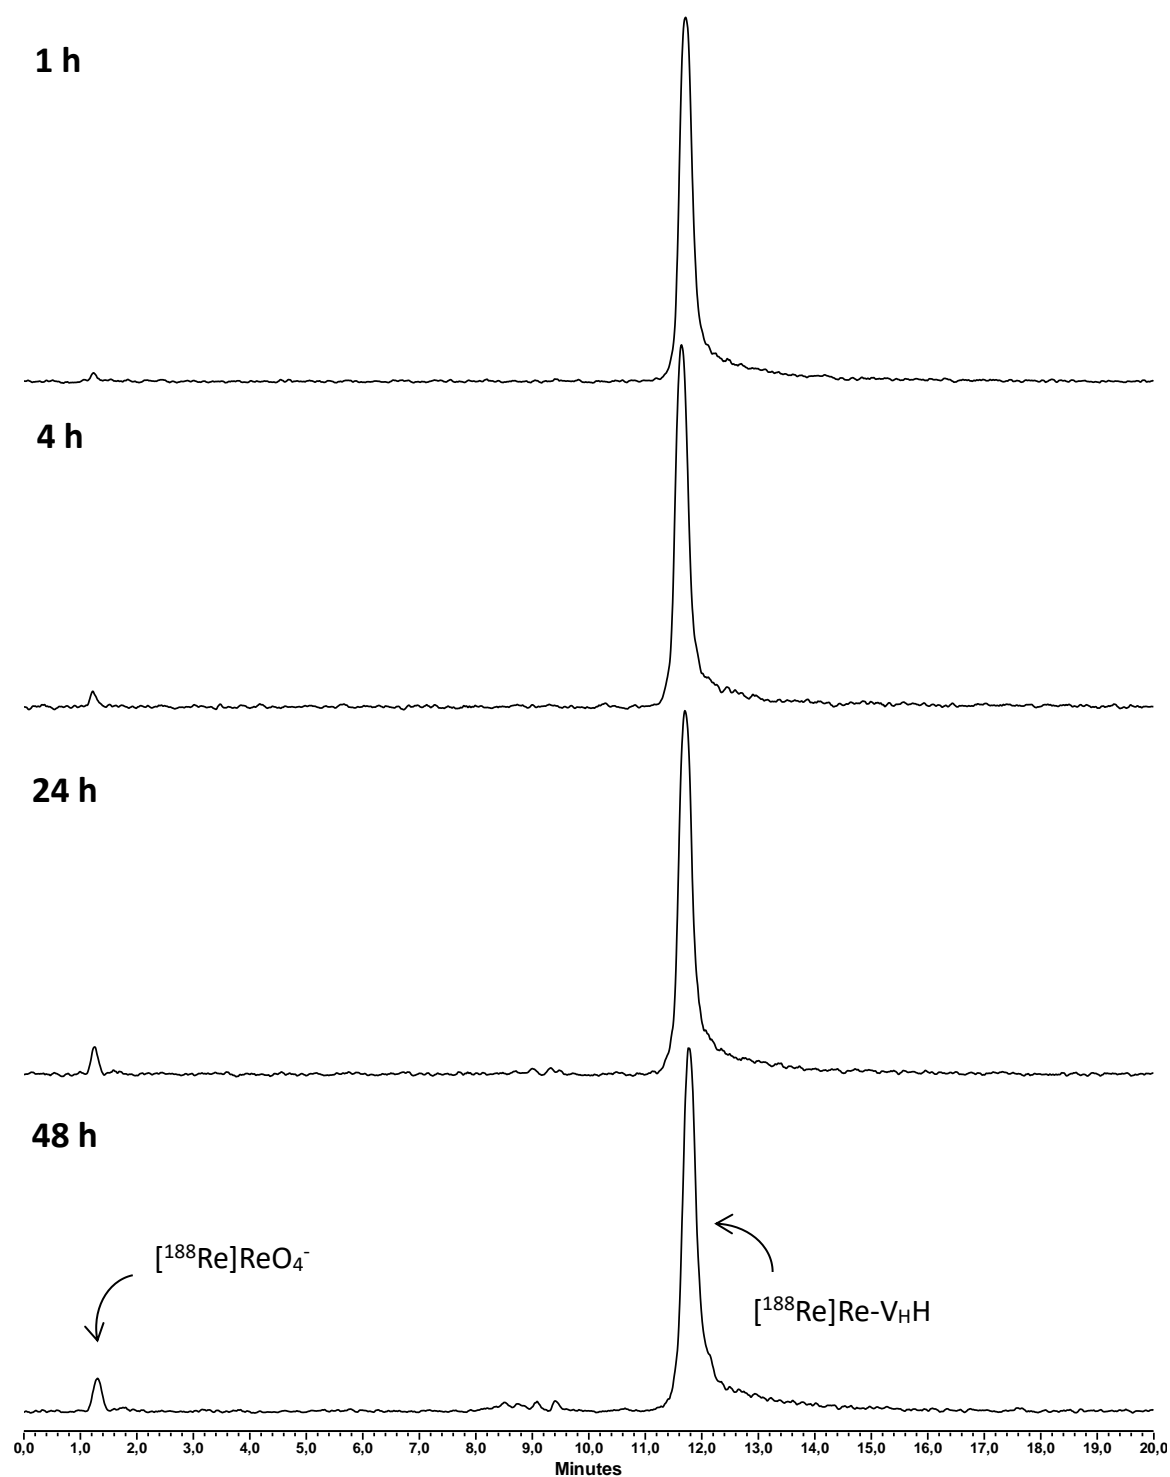 1 h
4 h
24 h
48 h
[¹⁸⁸Re]ReO₄⁻
[¹⁸⁸Re]Re-VHH
0,0 1,0 2,0 3,0 4,0 5,0 6,0 7,0 8,0 9,0 10,0 11,0 12,0 13,0 14,0 15,0 16,0 17,0 18,0 19,0 20,0
Minutes